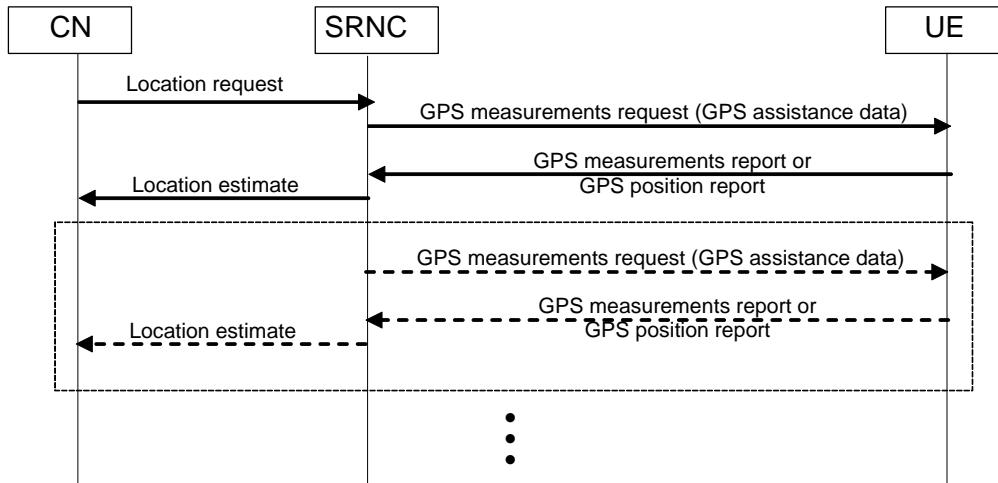 CN
SRNC
UE
Location request
GPS measurements request (GPS assistance data)
GPS measurements report or
GPS position report
Location estimate
GPS measurements request (GPS assistance data)
GPS measurements report or
GPS position report
Location estimate